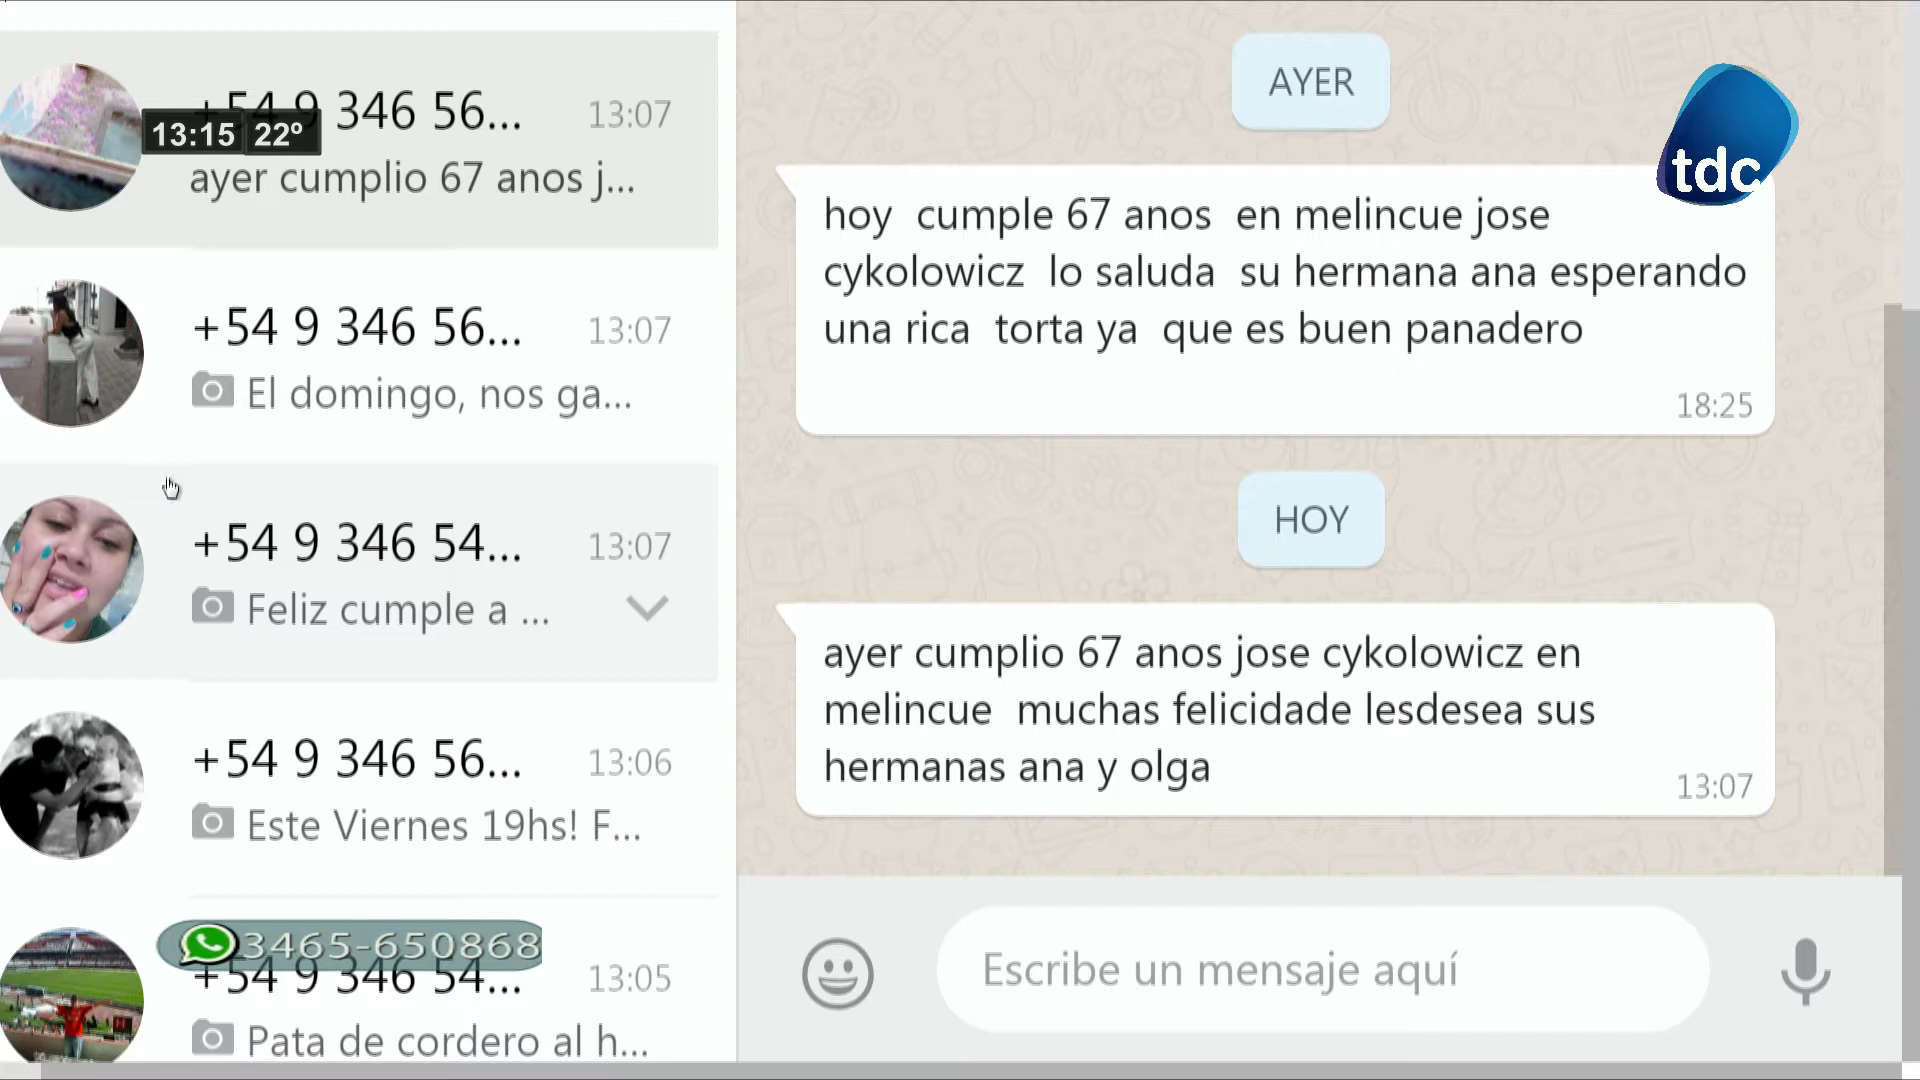 +54 9 346 56... 13:07
13:15 22º
ayer cumplio 67 anos j...
+54 9 346 56... 13:07
El domingo, nos ga...
+54 9 346 54... 13:07
Feliz cumple a ...
+54 9 346 56... 13:06
Este Viernes 19hs! F...
3465-650868
+54 9 346 54... 13:05
Pata de cordero al h...
AYER
tdc
hoy  cumple 67 anos  en melincue jose
cykolowicz  lo saluda  su hermana ana esperando
una rica  torta ya  que es buen panadero
18:25
HOY
ayer cumplio 67 anos jose cykolowicz en
melincue  muchas felicidade lesdesea sus
hermanas ana y olga
13:07
Escribe un mensaje aquí